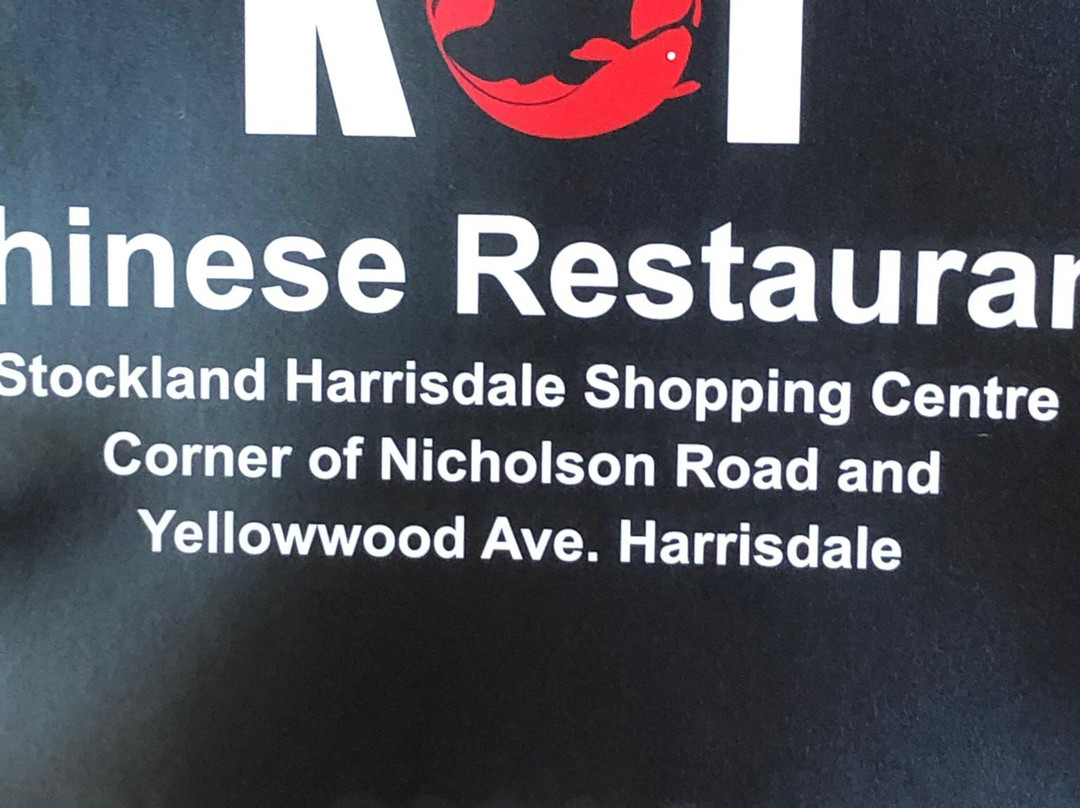 KOI
hinese Restauran
Stockland Harrisdale Shopping Centre
Corner of Nicholson Road and
Yellowwood Ave. Harrisdale